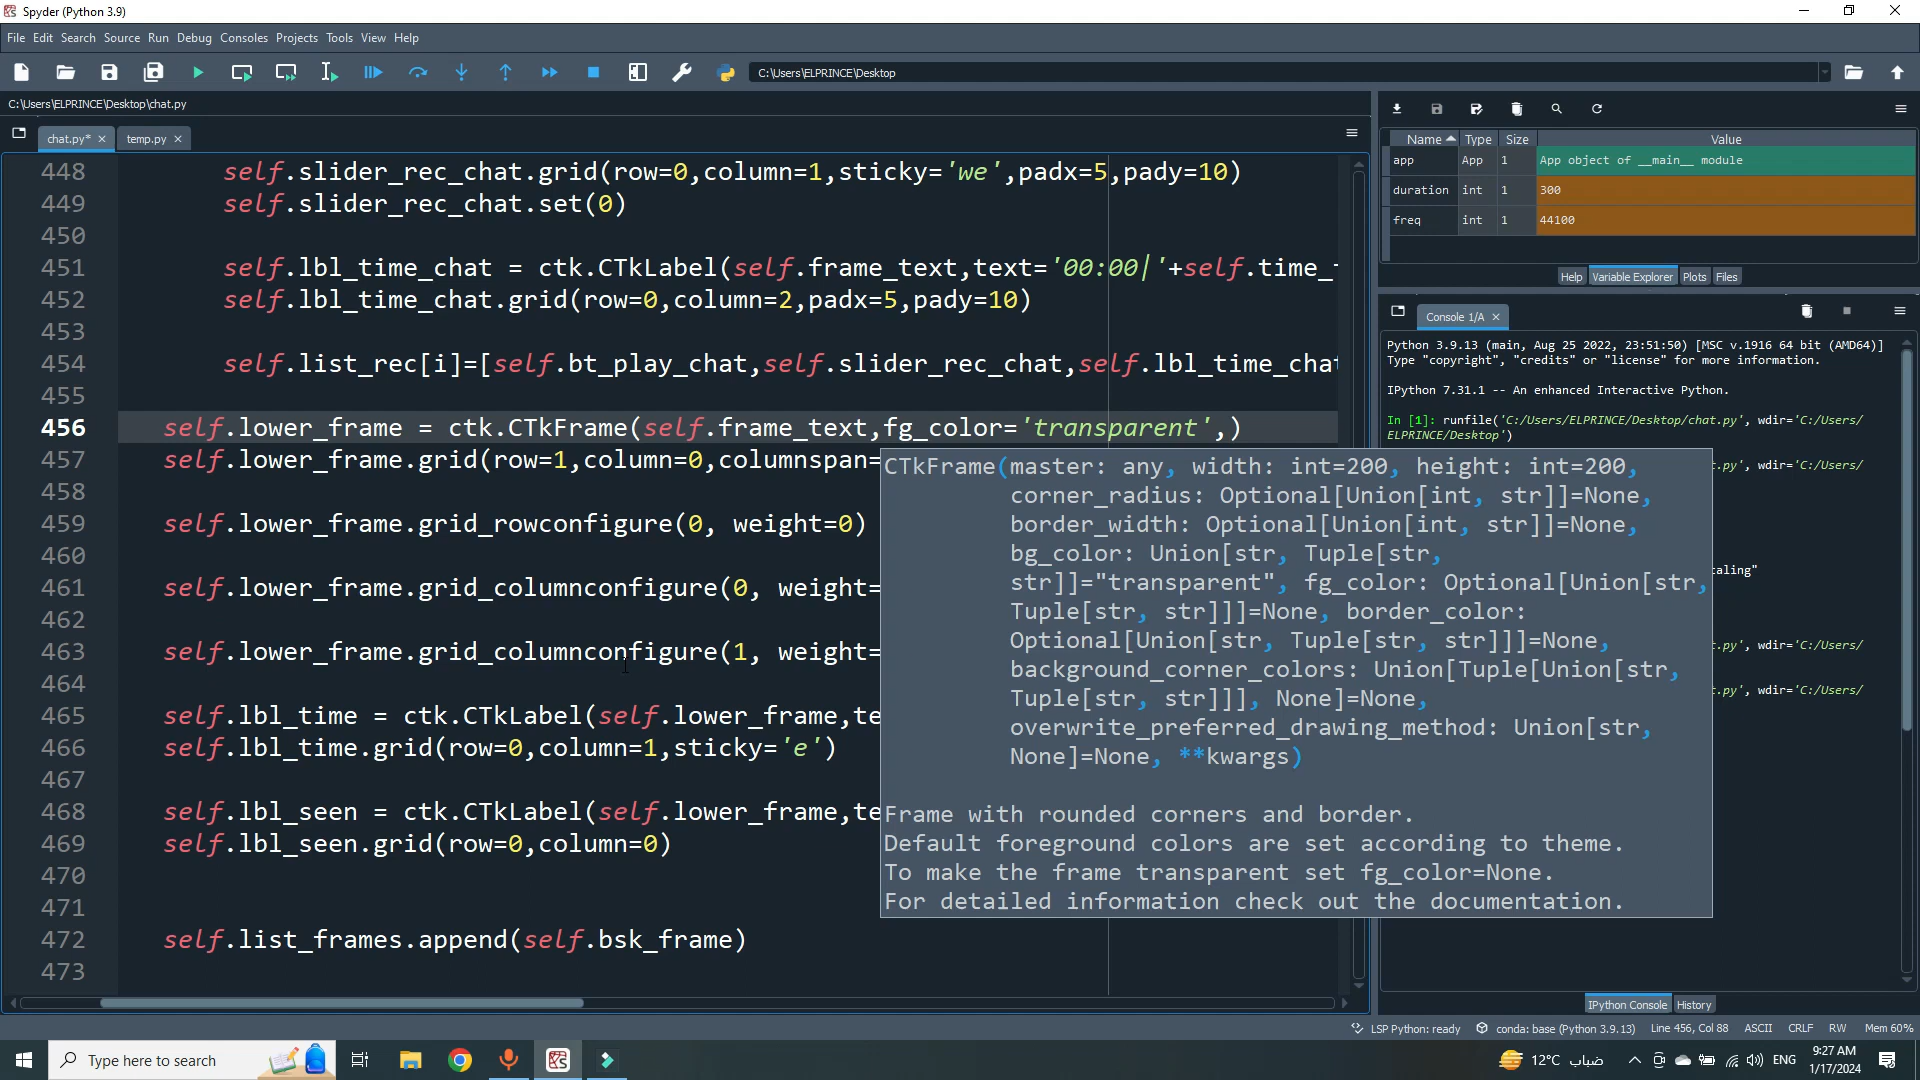 Spyder (Python 3.9)
File Edit Search Source Run Debug Consoles Projects Tools View Help
C:\Users\ELPRINCE\Desktop
C:\Users\ELPRINCE\Desktop\chat.py
chat.py* temp.py
448 self.slider_rec_chat.grid(row=0,column=1,sticky='we',padx=5,pady=10)
449 self.slider_rec_chat.set(0)
450
451 self.lbl_time_chat = ctk.CTkLabel(self.frame_text,text='00:00|'+self.time_
452 self.lbl_time_chat.grid(row=0,column=2,padx=5,pady=10)
453
454 self.list_rec[i]=[self.bt_play_chat,self.slider_rec_chat,self.lbl_time_chat
455
456 self.lower_frame = ctk.CTkFrame(self.frame_text,fg_color='transparent',)
457 self.lower_frame.grid(row=1,column=0,columnspan=
458
459 self.lower_frame.grid_rowconfigure(0, weight=0)
460
461 self.lower_frame.grid_columnconfigure(0, weight=
462
463 self.lower_frame.grid_columnconfigure(1, weight=
464
465 self.lbl_time = ctk.CTkLabel(self.lower_frame,te
466 self.lbl_time.grid(row=0,column=1,sticky='e')
467
468 self.lbl_seen = ctk.CTkLabel(self.lower_frame,te
469 self.lbl_seen.grid(row=0,column=0)
470
471
472 self.list_frames.append(self.bsk_frame)
473
CTkFrame(master: any, width: int=200, height: int=200,
corner_radius: Optional[Union[int, str]]=None,
border_width: Optional[Union[int, str]]=None,
bg_color: Union[str, Tuple[str,
str]]="transparent", fg_color: Optional[Union[str,
Tuple[str, str]]]=None, border_color:
Optional[Union[str, Tuple[str, str]]]=None,
background_corner_colors: Union[Tuple[Union[str,
Tuple[str, str]]], None]=None,
overwrite_preferred_drawing_method: Union[str,
None]=None, **kwargs)
Frame with rounded corners and border.
Default foreground colors are set according to theme.
To make the frame transparent set fg_color=None.
For detailed information check out the documentation.
Name Type Size Value
app App 1 App object of __main__ module
duration int 1 300
freq int 1 44100
Help Variable Explorer Plots Files
Console 1/A
Python 3.9.13 (main, Aug 25 2022, 23:51:50) [MSC v.1916 64 bit (AMD64)]
Type "copyright", "credits" or "license" for more information.
IPython 7.31.1 -- An enhanced Interactive Python.
In [1]: runfile('C:/Users/ELPRINCE/Desktop/chat.py', wdir='C:/Users/
ELPRINCE/Desktop')
t.py', wdir='C:/Users/
caling"
t.py', wdir='C:/Users/
t.py', wdir='C:/Users/
IPython Console History
LSP Python: ready conda: base (Python 3.9.13) Line 456, Col 88 ASCII CRLF RW Mem 60%
Type here to search
12°C ضباب ENG 9:27 AM
1/17/2024